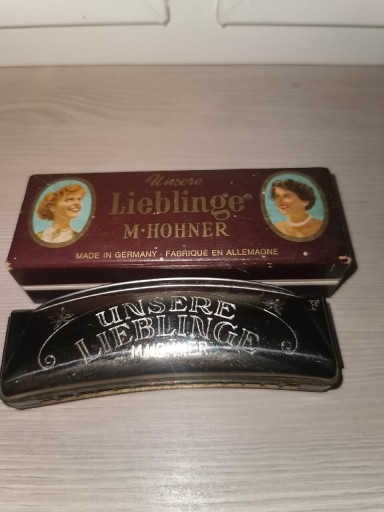 Unsere
Lieblinge®
M·HOHNER
MADE IN GERMANY - FABRIQUE EN ALLEMAGNE
UNSERE
LIEBLINGE
M.HOHNER